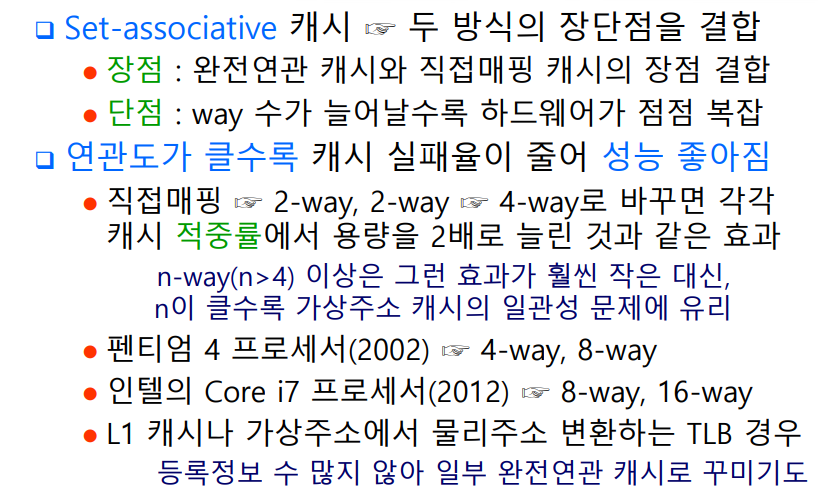 ❑ Set-associative 캐시 ☞ 두 방식의 장단점을 결합
● 장점 : 완전연관 캐시와 직접매핑 캐시의 장점 결합
● 단점 : way 수가 늘어날수록 하드웨어가 점점 복잡
❑ 연관도가 클수록 캐시 실패율이 줄어 성능 좋아짐
● 직접매핑 ☞ 2-way, 2-way ☞ 4-way로 바꾸면 각각
캐시 적중률에서 용량을 2배로 늘린 것과 같은 효과
n-way(n>4) 이상은 그런 효과가 훨씬 작은 대신,
n이 클수록 가상주소 캐시의 일관성 문제에 유리
● 펜티엄 4 프로세서(2002) ☞ 4-way, 8-way
● 인텔의 Core i7 프로세서(2012) ☞ 8-way, 16-way
● L1 캐시나 가상주소에서 물리주소 변환하는 TLB 경우
등록정보 수 많지 않아 일부 완전연관 캐시로 꾸미기도